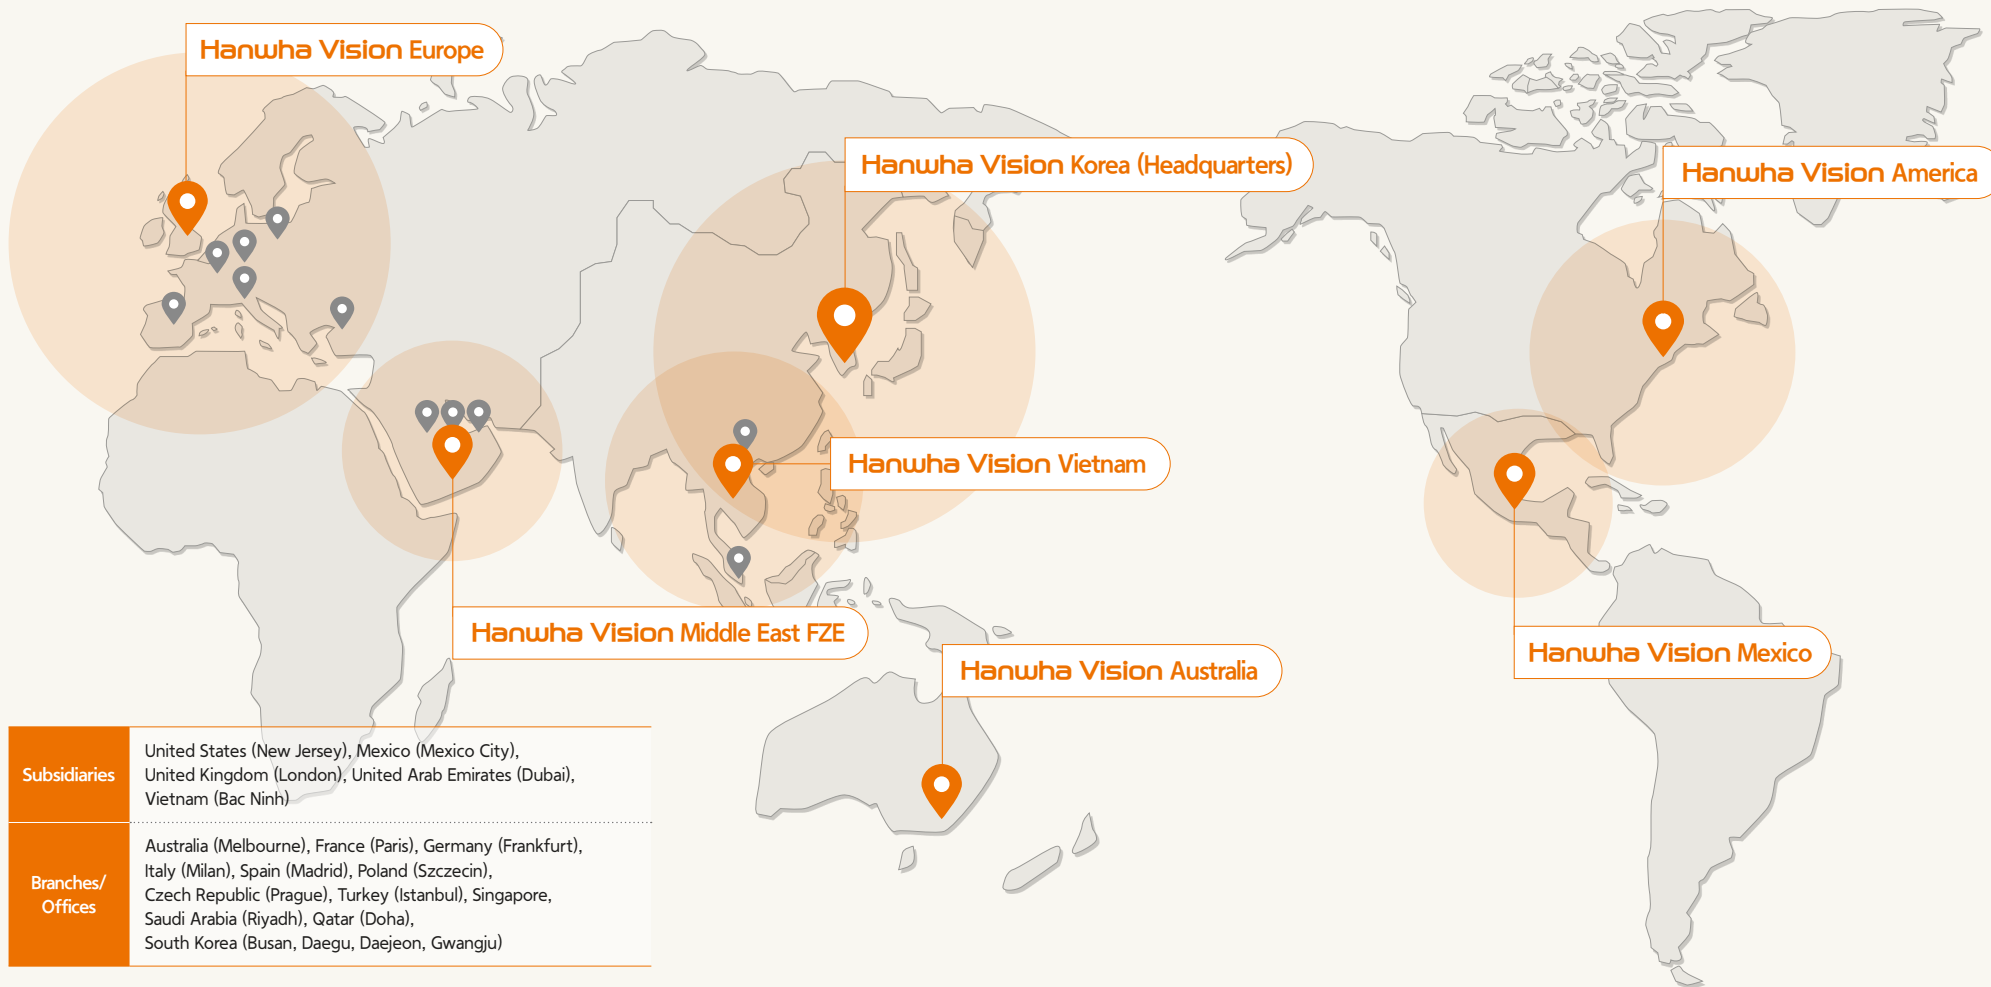 Hanwha Vision Europe
Hanwha Vision Korea (Headquarters)
Hanwha Vision America
Hanwha Vision Vietnam
Hanwha Vision Middle East FZE
Hanwha Vision Australia
Hanwha Vision Mexico
Subsidiaries
United States (New Jersey), Mexico (Mexico City),
United Kingdom (London), United Arab Emirates (Dubai),
Vietnam (Bac Ninh)
Branches/
Offices
Australia (Melbourne), France (Paris), Germany (Frankfurt),
Italy (Milan), Spain (Madrid), Poland (Szczecin),
Czech Republic (Prague), Turkey (Istanbul), Singapore,
Saudi Arabia (Riyadh), Qatar (Doha),
South Korea (Busan, Daegu, Daejeon, Gwangju)